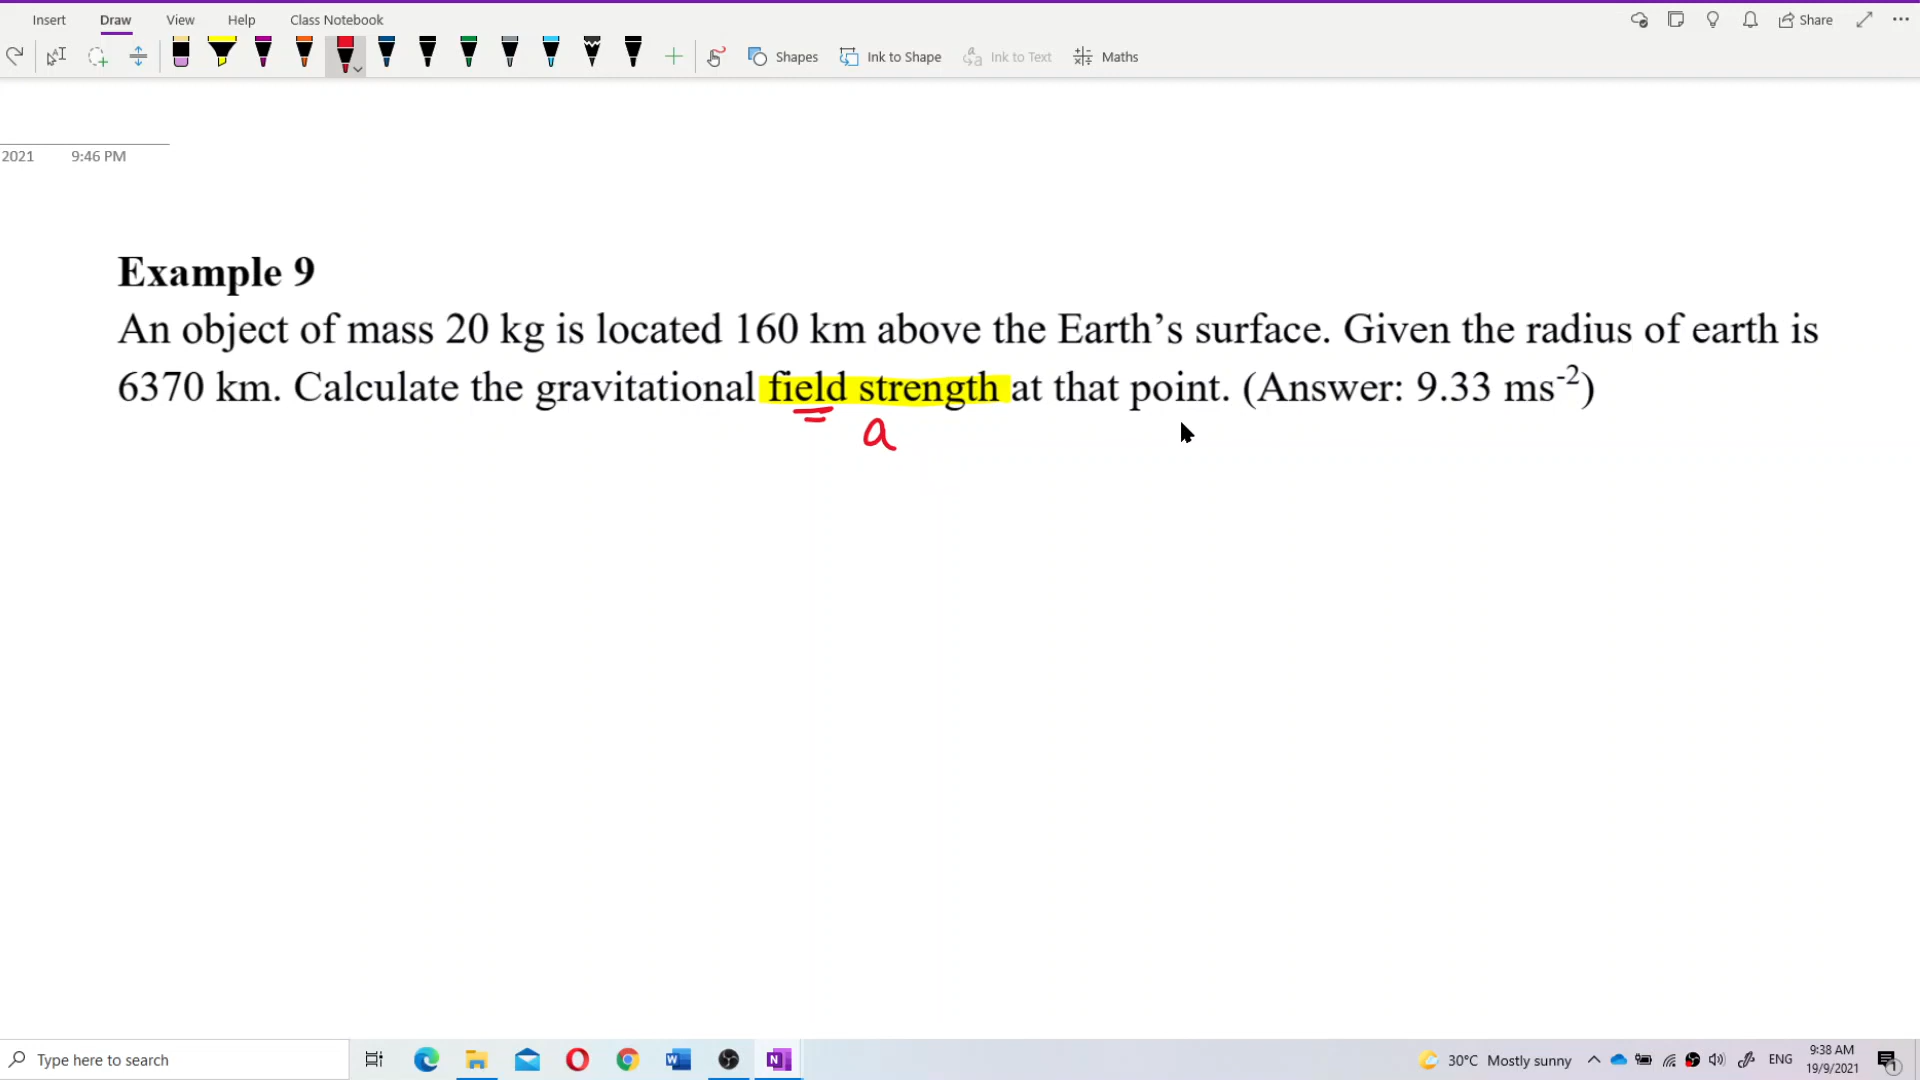 Insert Draw View Help Class Notebook Share
Shapes Ink to Shape Ink to Text Maths
2021 9:46 PM
Example 9
An object of mass 20 kg is located 160 km above the Earth’s surface. Given the radius of earth is
6370 km. Calculate the gravitational field strength at that point. (Answer: 9.33 ms⁻²)
a
Type here to search 30°C Mostly sunny ENG 9:38 AM
19/9/2021 1